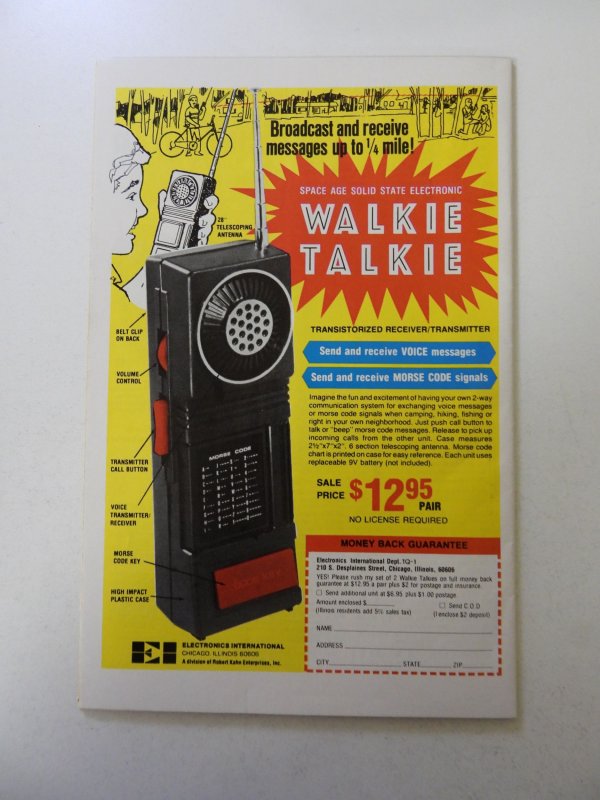 Broadcast and receive
messages up to 1/4 mile!
SPACE AGE SOLID STATE ELECTRONIC
WALKIE
TALKIE
28"
TELESCOPING
ANTENNA
BELT CLIP
ON BACK
VOLUME
CONTROL
TRANSMITTER
CALL BUTTON
VOICE
TRANSMITTER/
RECEIVER
MORSE
CODE KEY
HIGH IMPACT
PLASTIC CASE
MORSE CODE
CODE KEY
TRANSISTORIZED RECEIVER/TRANSMITTER
Send and receive VOICE messages
Send and receive MORSE CODE signals
Imagine the fun and excitement of having your own 2-way
communication system for exchanging voice messages
or morse code signals when camping, hiking, fishing or
right in your own neighborhood. Just push call button to
talk or "beep" morse code messages. Release to pick up
incoming calls from the other unit. Case measures
2½"x7"x2". 6 section telescoping antenna. Morse code
chart is printed on case for easy reference. Each unit uses
replaceable 9V battery (not included).
SALE
PRICE $12.95
PAIR
NO LICENSE REQUIRED
MONEY BACK GUARANTEE
Electronics International Dept. TQ-1
210 S. Desplaines Street, Chicago, Illinois, 60606
YES! Please rush my set of 2 Walkie Talkies on full money back
guarantee at $12.95 a pair plus $2 for postage and insurance.
☐ Send additional unit at $6.95 plus $1.00 postage.
Amount enclosed $ ☐ Send C.O.D
(Illinois residents add 5% sales tax) (I enclose $2 deposit)
NAME
ADDRESS
CITY STATE ZIP
EI
ELECTRONICS INTERNATIONAL
CHICAGO, ILLINOIS 60606
A division of Robert Kahn Enterprises, Inc.